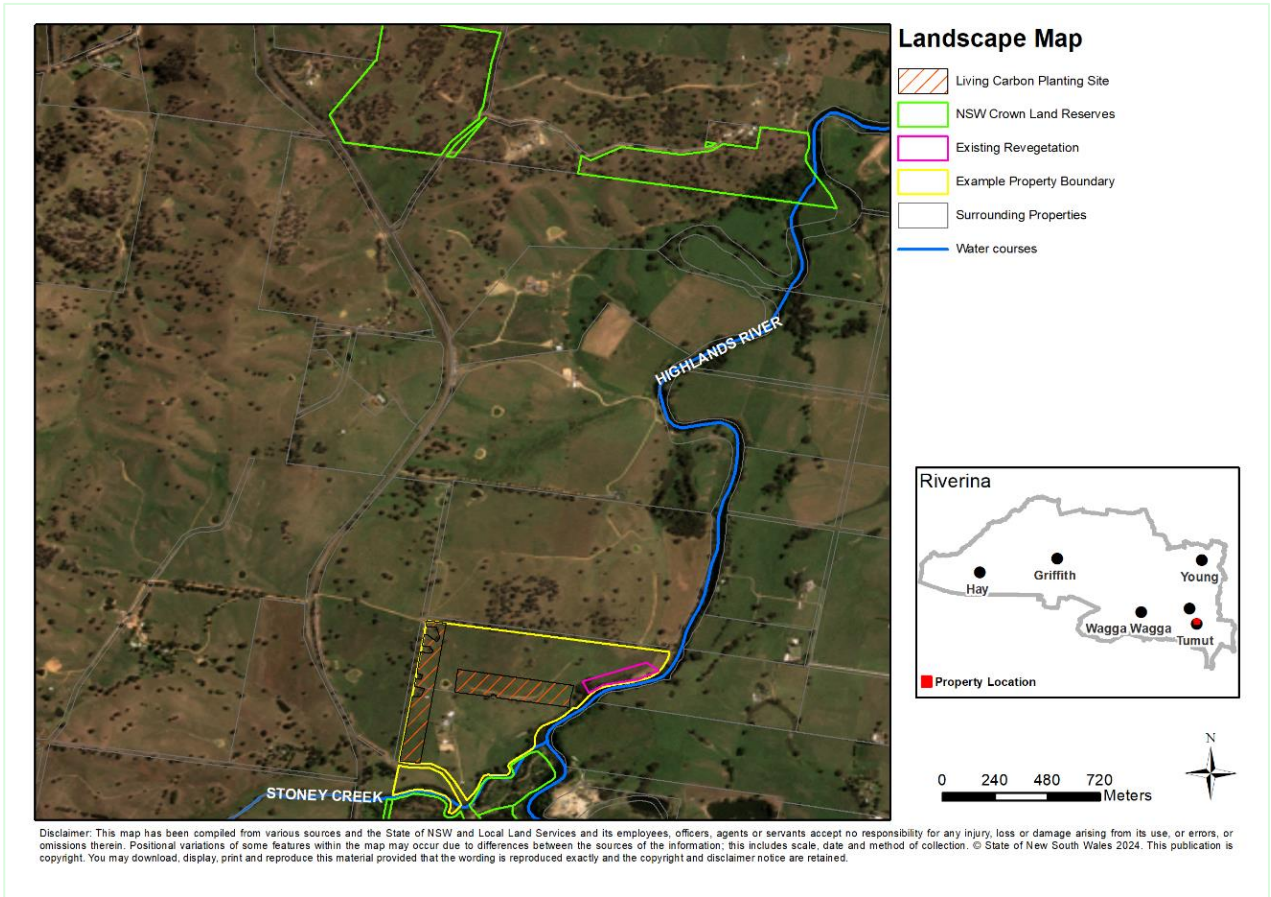 Landscape Map
Living Carbon Planting Site
NSW Crown Land Reserves
Existing Revegetation
Example Property Boundary
Surrounding Properties
Water courses
HIGHLANDS RIVER
STONEY CREEK
Riverina
Hay
Griffith
Young
Wagga Wagga
Tumut
Property Location
N
0 240 480 720
Meters
Disclaimer: This map has been compiled from various sources and the State of NSW and Local Land Services and its employees, officers, agents or servants accept no responsibility for any injury, loss or damage arising from its use, or errors, or
omissions therein. Positional variations of some features within the map may occur due to differences between the sources of the information; this includes scale, date and method of collection. © State of New South Wales 2024. This publication is
copyright. You may download, display, print and reproduce this material provided that the wording is reproduced exactly and the copyright and disclaimer notice are retained.